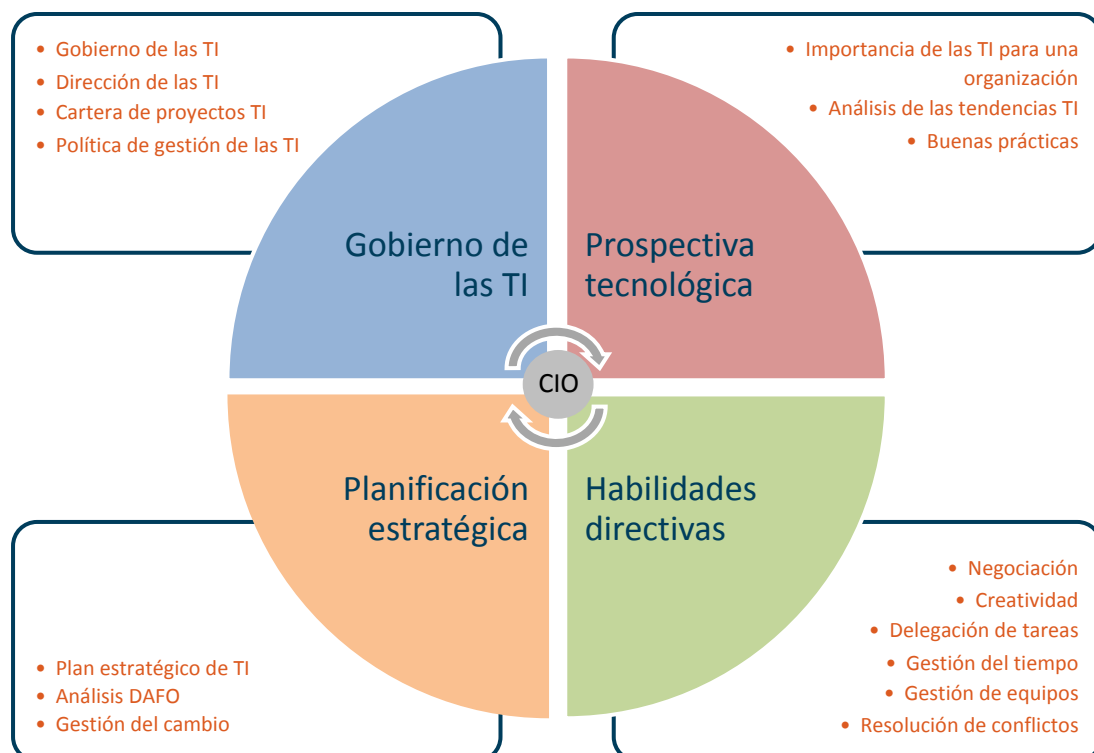 • Gobierno de las TI
• Dirección de las TI
• Cartera de proyectos TI
• Política de gestión de las TI
• Importancia de las TI para una
organización
• Análisis de las tendencias TI
• Buenas prácticas
Gobierno de
las TI
Prospectiva
tecnológica
CIO
Planificación
estratégica
Habilidades
directivas
• Plan estratégico de TI
• Análisis DAFO
• Gestión del cambio
• Negociación
• Creatividad
• Delegación de tareas
• Gestión del tiempo
• Gestión de equipos
• Resolución de conflictos